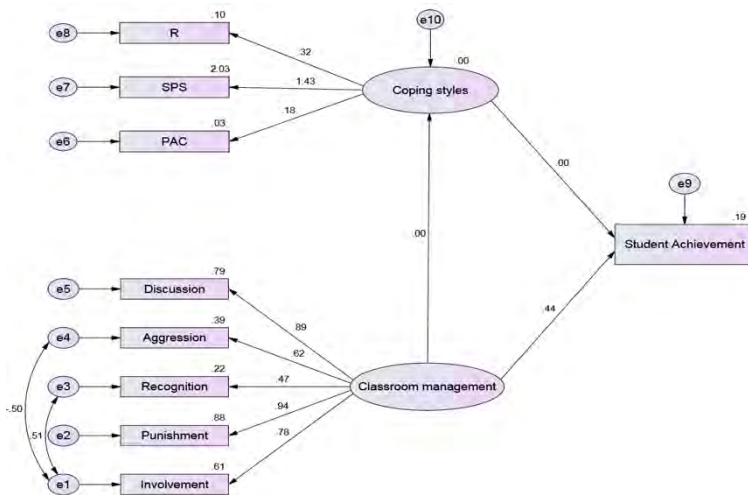 e10
.10
e8
R
.00
.32
2.03
e7
SPS
1.43
Coping styles
.18
.03
e6
PAC
e9
.00
.19
Student Achievement
.00
.79
e5
Discussion
.44
.89
.39
e4
Aggression
.62
.22
e3
Recognition
.47
Classroom management
-.50
.94
.51
.88
e2
Punishment
.78
.61
e1
Involvement